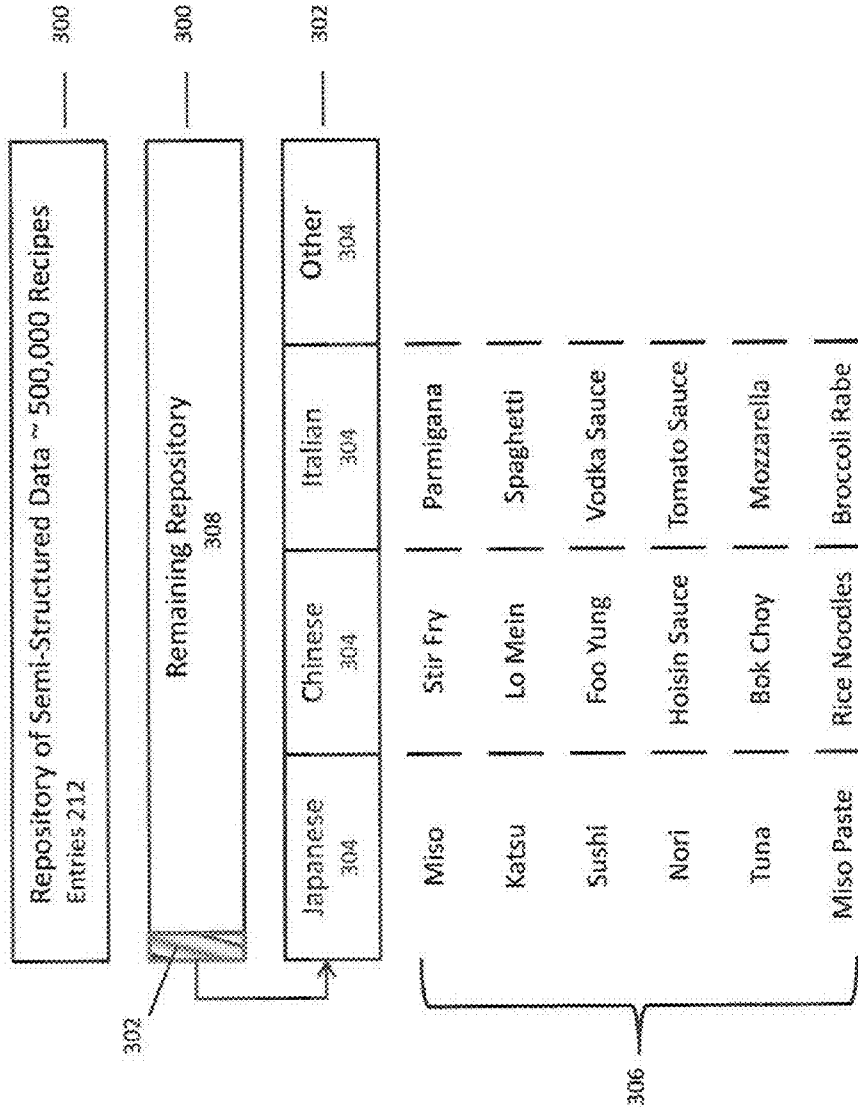 Repository of Semi-Structured Data ~ 500,000 Recipes
Entries 212
300
302
Remaining Repository
308
300
Japanese Chinese Italian Other
304 304 304 304
302
Miso Stir Fry Parmigana
Katsu Lo Mein Spaghetti
Sushi Foo Yung Vodka Sauce
Nori Hoisin Sauce Tomato Sauce
Tuna Bok Choy Mozzarella
Miso Paste Rice Noodles Broccoli Rabe
306